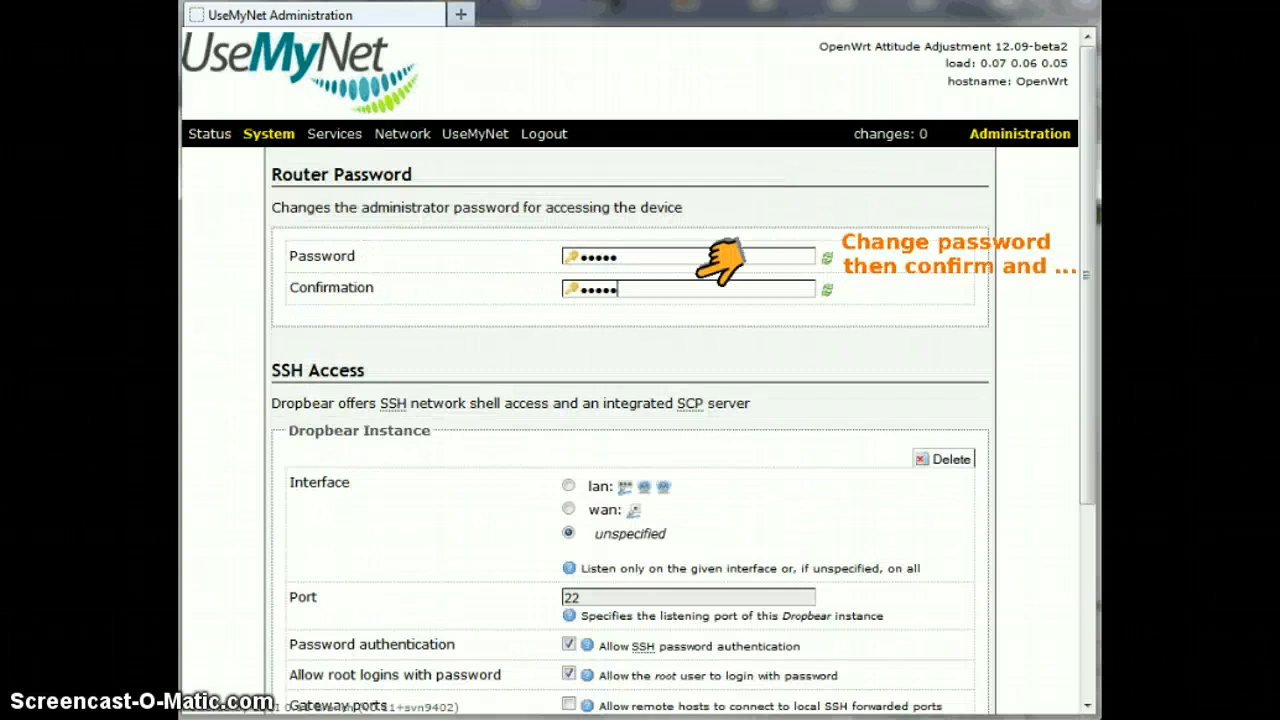 UseMyNet Administration
+
UseMyNet
OpenWrt Attitude Adjustment 12.09-beta2
load: 0.07 0.06 0.05
hostname: OpenWrt
Status System Services Network UseMyNet Logout changes: 0 Administration
Router Password
Changes the administrator password for accessing the device
Password •••••
Change password
then confirm and ...
Confirmation •••••
SSH Access
Dropbear offers SSH network shell access and an integrated SCP server
Dropbear Instance
Delete
Interface lan:
wan:
unspecified
Listen only on the given interface or, if unspecified, on all
Port 22
Specifies the listening port of this Dropbear instance
Password authentication Allow SSH password authentication
Allow root logins with password Allow the root user to login with password
Gateway ports Allow remote hosts to connect to local SSH forwarded ports
Screencast-O-Matic.com